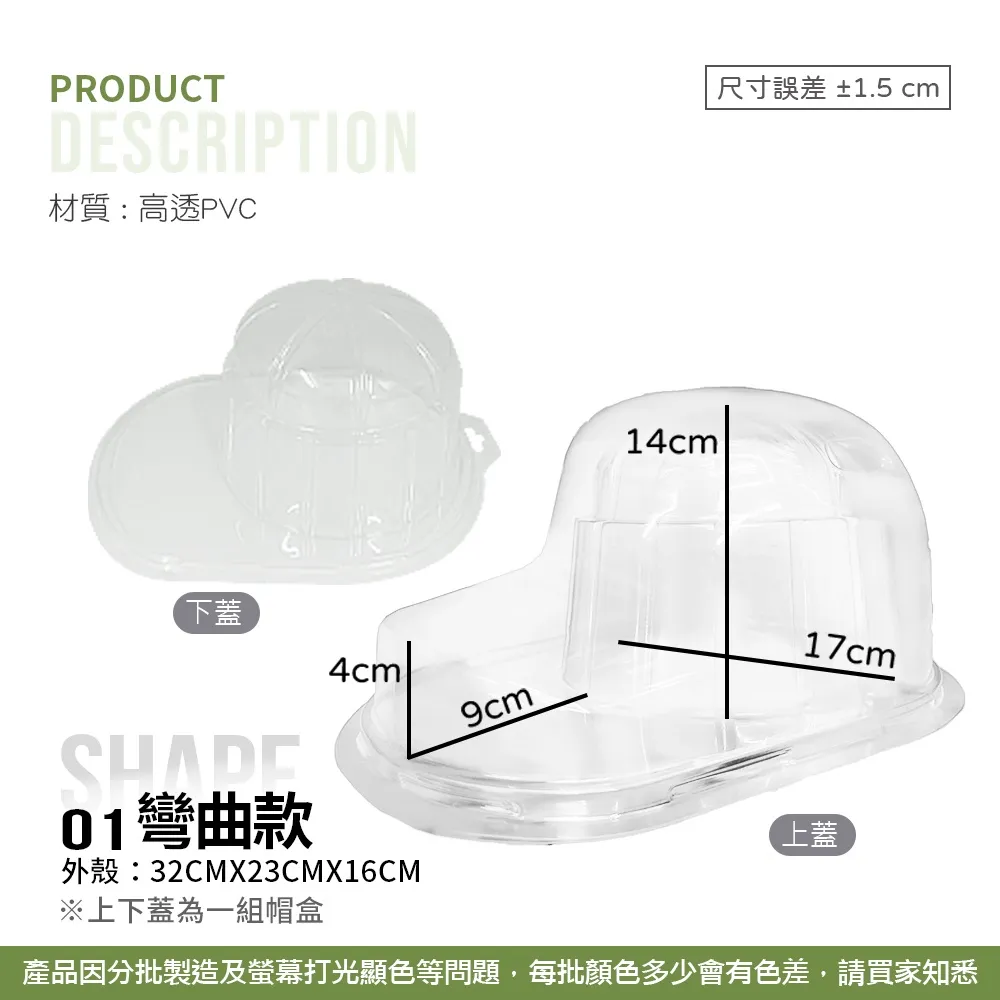 PRODUCT
DESCRIPTION
材質：高透PVC
尺寸誤差 ±1.5 cm
14cm
17cm
4cm
9cm
下蓋
上蓋
SHAPE
01彎曲款
外殼：32CMX23CMX16CM
※上下蓋為一組帽盒
產品因分批製造及螢幕打光顯色等問題，每批顏色多少會有色差，請買家知悉